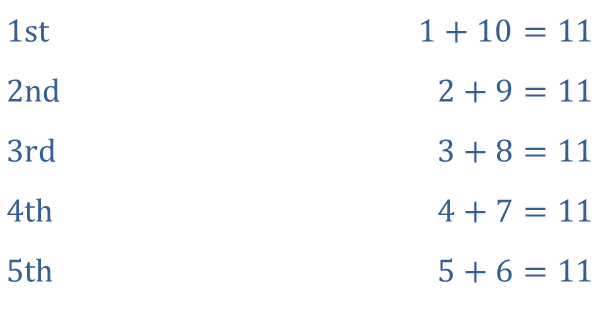 1st 1 + 10 = 11
2nd 2 + 9 = 11
3rd 3 + 8 = 11
4th 4 + 7 = 11
5th 5 + 6 = 11